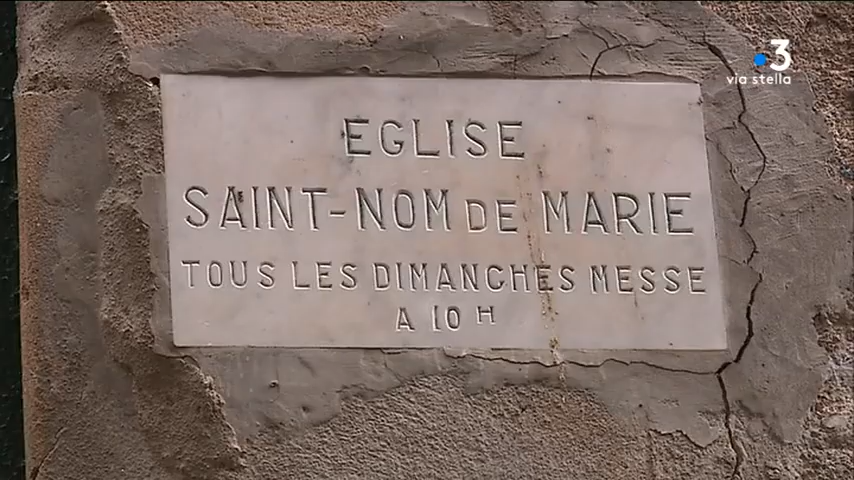 3
via stella
EGLISE
SAINT-NOM DE MARIE
TOUS LES DIMANCHES MESSE
A 10 H